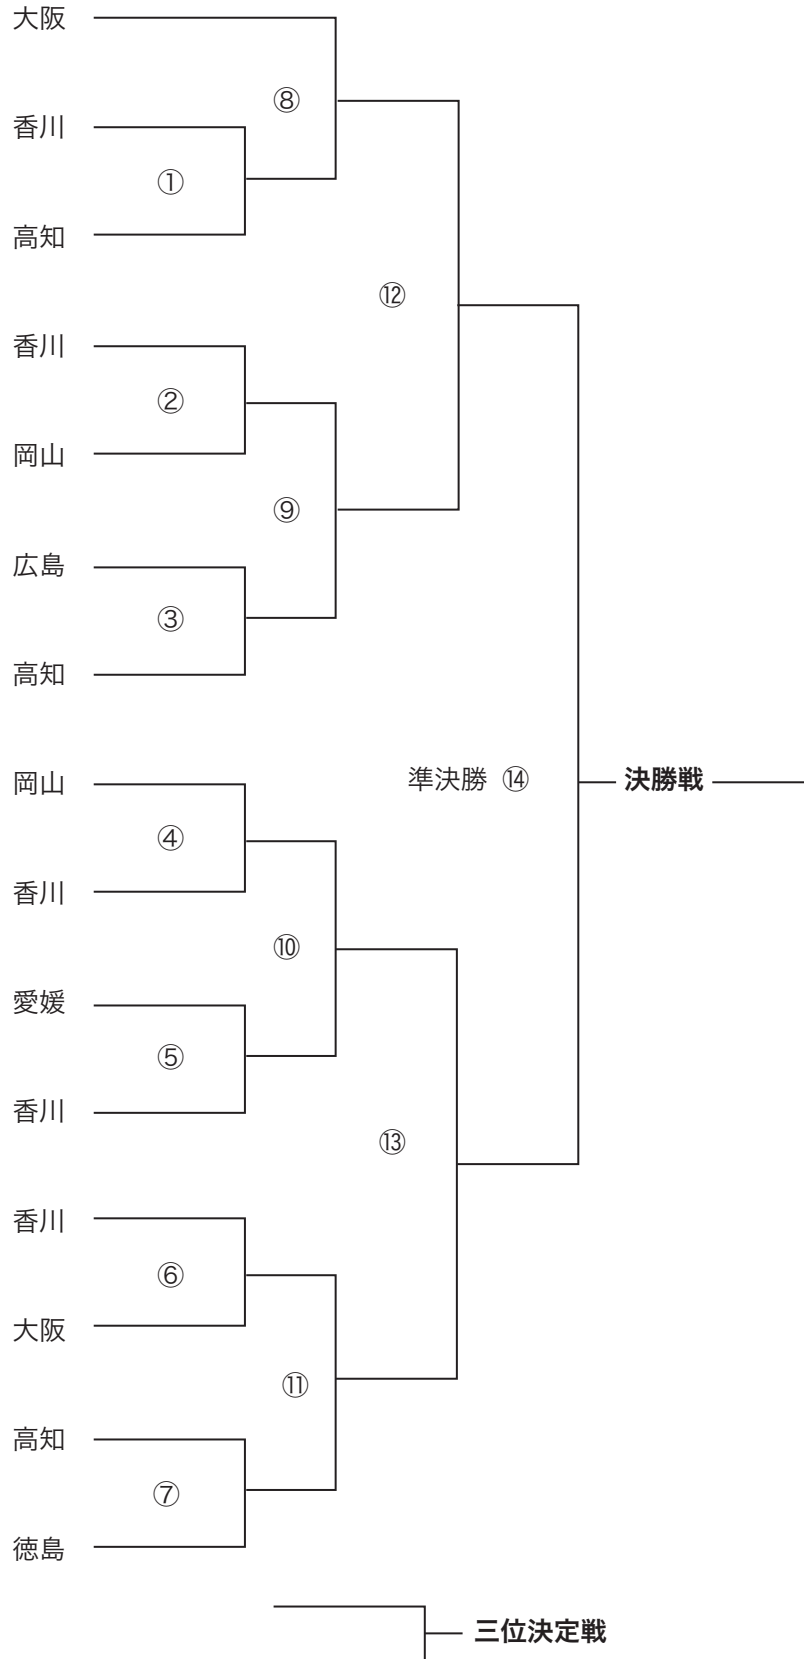 大阪
⑧
香川
①
高知
⑫
香川
②
岡山
⑨
広島
③
高知
岡山
準決勝 ⑭ 決勝戦
④
香川
⑩
愛媛
⑤
香川
⑬
香川
⑥
大阪
⑪
高知
⑦
徳島
三位決定戦